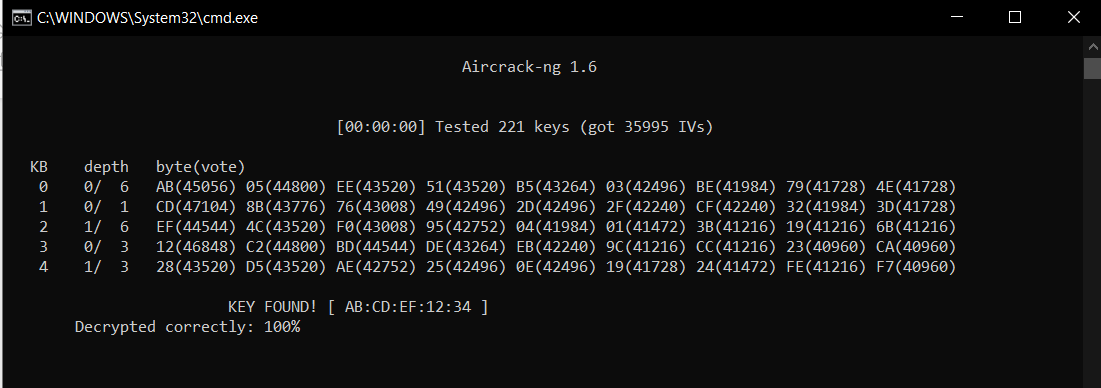 C:\WINDOWS\System32\cmd.exe
Aircrack-ng 1.6
[00:00:00] Tested 221 keys (got 35995 IVs)
KB depth byte(vote)
0 0/ 6 AB(45056) 05(44800) EE(43520) 51(43520) B5(43264) 03(42496) BE(41984) 79(41728) 4E(41728)
1 0/ 1 CD(47104) 8B(43776) 76(43008) 49(42496) 2D(42496) 2F(42240) CF(42240) 32(41984) 3D(41728)
2 1/ 6 EF(44544) 4C(43520) F0(43008) 95(42752) 04(41984) 01(41472) 3B(41216) 19(41216) 6B(41216)
3 0/ 3 12(46848) C2(44800) BD(44544) DE(43264) EB(42240) 9C(41216) CC(41216) 23(40960) CA(40960)
4 1/ 3 28(43520) D5(43520) AE(42752) 25(42496) 0E(42496) 19(41728) 24(41472) FE(41216) F7(40960)
KEY FOUND! [ AB:CD:EF:12:34 ]
Decrypted correctly: 100%